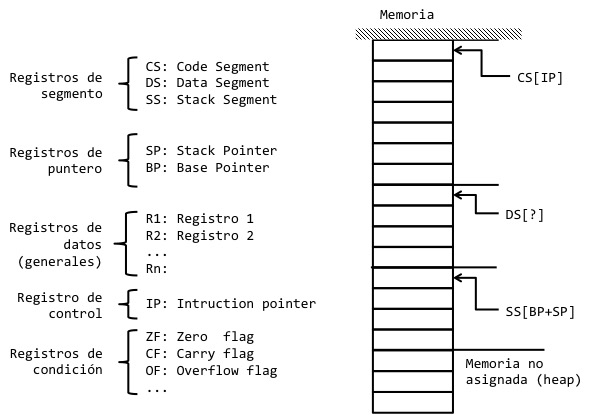 Memoria
Registros de
segmento
CS: Code Segment
DS: Data Segment
SS: Stack Segment
CS[IP]
Registros de
puntero
SP: Stack Pointer
BP: Base Pointer
DS[?]
Registros de
datos
(generales)
R1: Registro 1
R2: Registro 2
...
Rn:
Registro de
control
IP: Intruction pointer
SS[BP+SP]
Registros de
condición
ZF: Zero  flag
CF: Carry flag
OF: Overflow flag
...
Memoria no
asignada (heap)